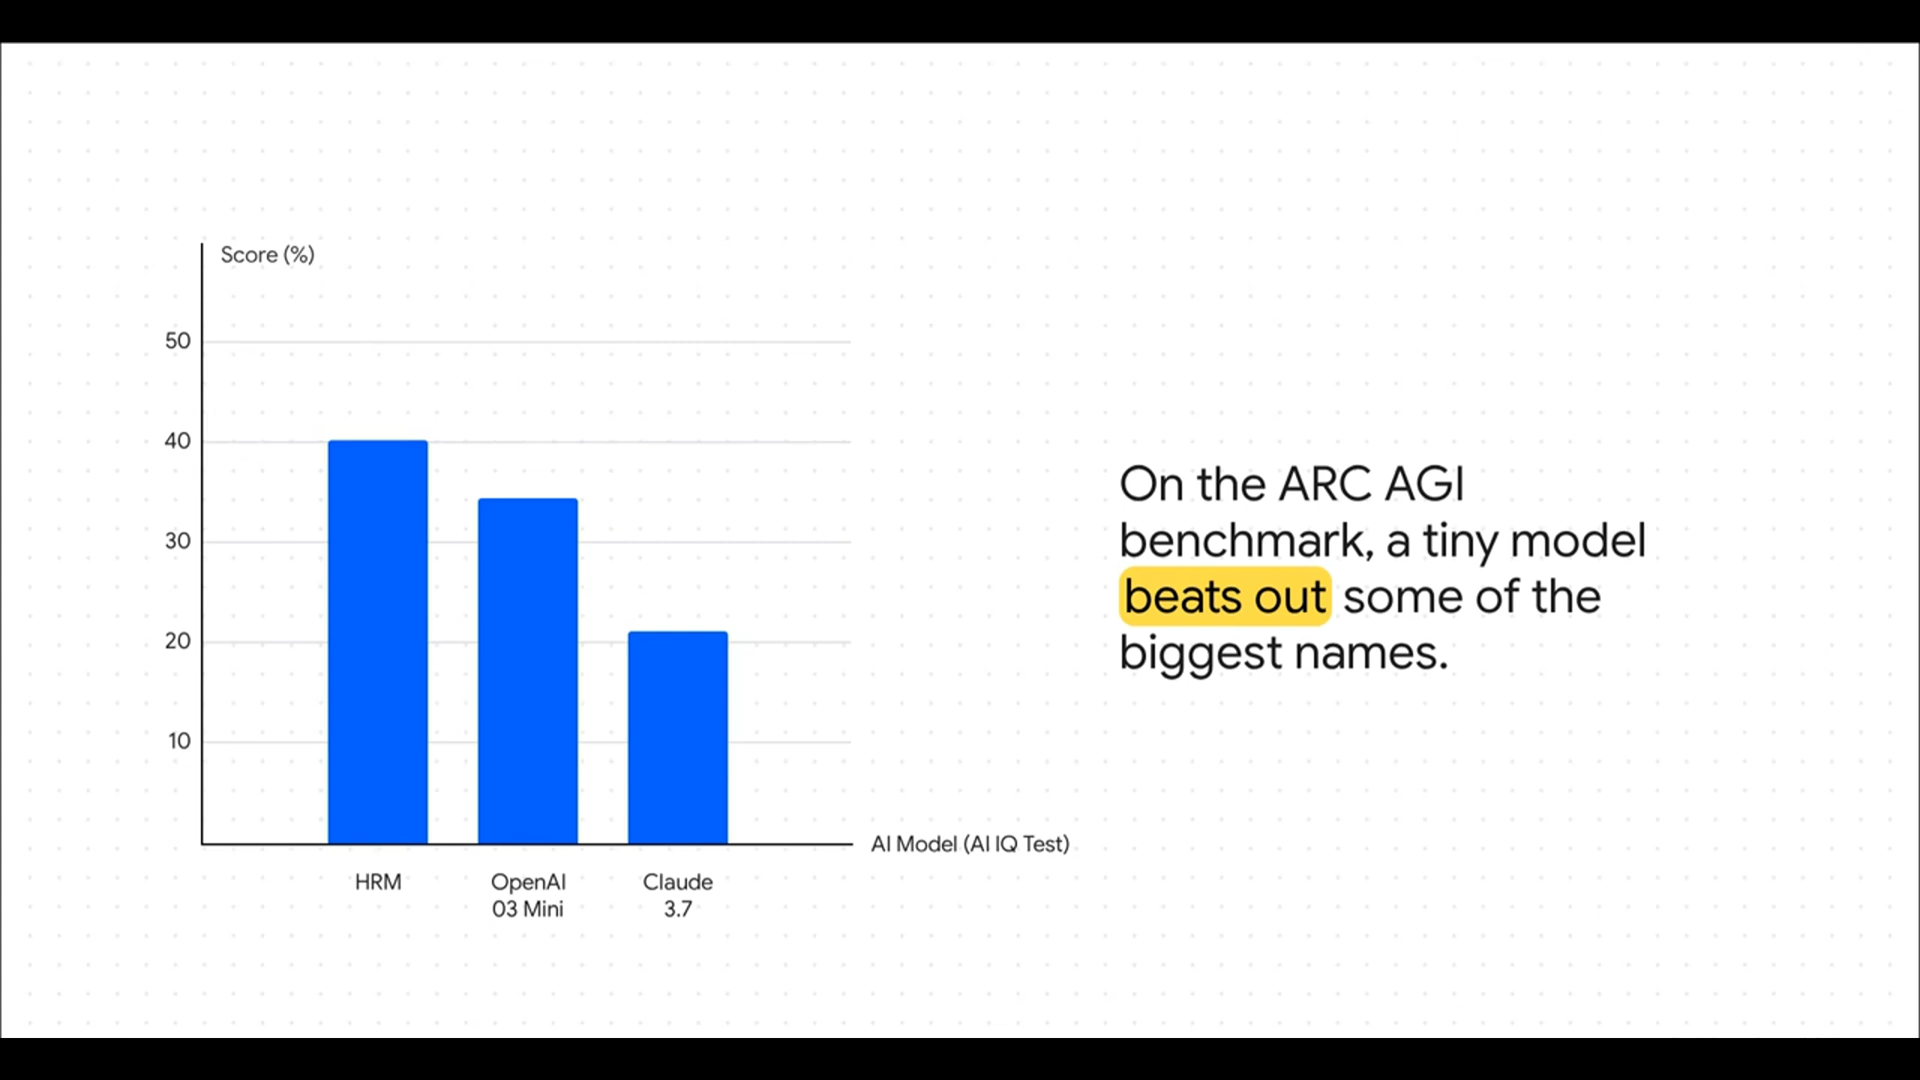 Score (%)
50
40
30
20
10
AI Model (AI IQ Test)
HRM
OpenAI
03 Mini
Claude
3.7
On the ARC AGI
benchmark, a tiny model
beats out some of the
biggest names.